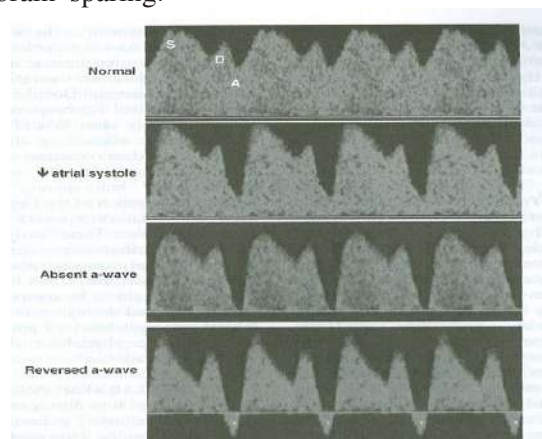 brain sparing.
S
Normal
D
A
↓ atrial systole
Absent a-wave
Reversed a-wave